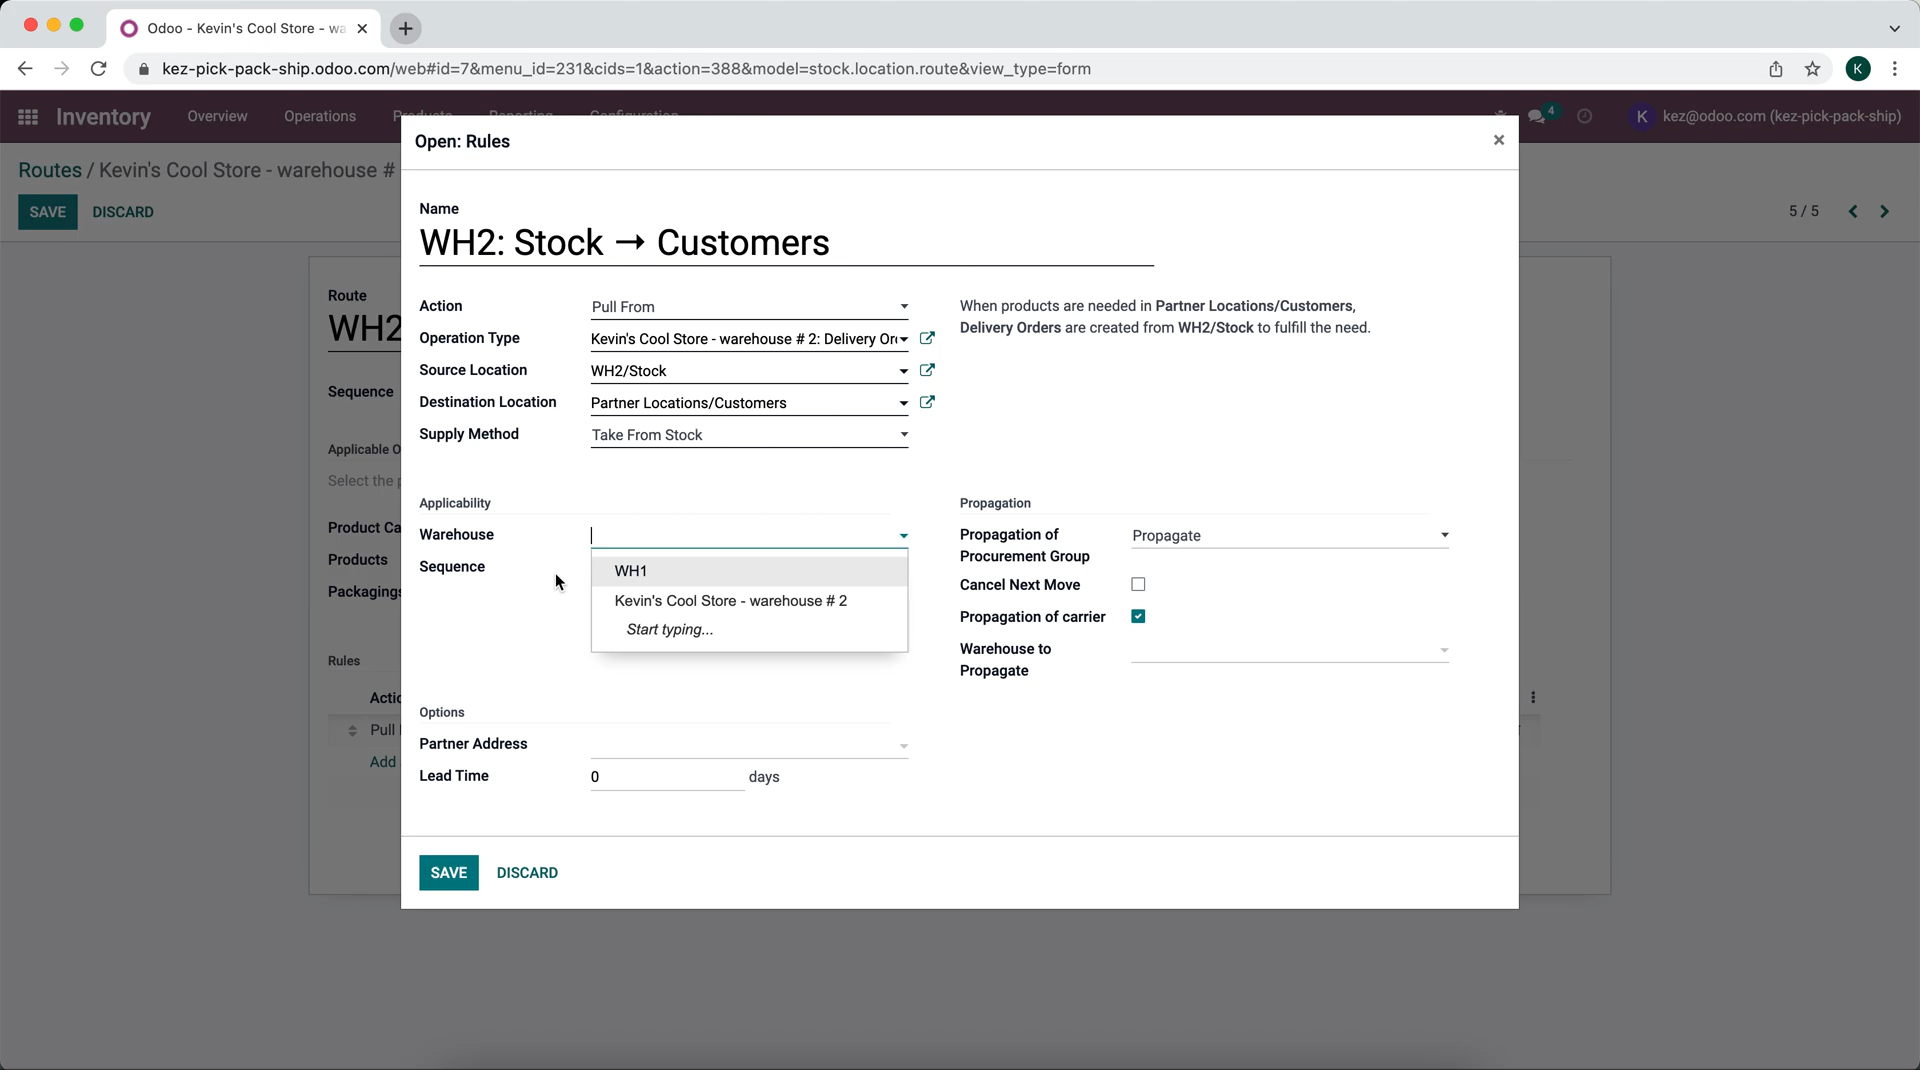 Odoo - Kevin's Cool Store - wa
kez-pick-pack-ship.odoo.com/web#id=7&menu_id=231&cids=1&action=388&model=stock.location.route&view_type=form
K
Inventory Overview Operations Products Reporting Configuration 4 K kez@odoo.com (kez-pick-pack-ship)
Routes / Kevin's Cool Store - warehouse #
SAVE DISCARD
5 / 5
Route
WH2
Sequence
Applicable O
Select the p
Product Ca
Products
Packagings
Rules
Actio
Pull
Add
Open: Rules
Name
WH2: Stock → Customers
Action Pull From
Operation Type Kevin's Cool Store - warehouse # 2: Delivery Or
Source Location WH2/Stock
Destination Location Partner Locations/Customers
Supply Method Take From Stock
When products are needed in Partner Locations/Customers,
Delivery Orders are created from WH2/Stock to fulfill the need.
Applicability
Warehouse
WH1
Kevin's Cool Store - warehouse # 2
Start typing...
Sequence
Propagation
Propagation of
Procurement Group Propagate
Cancel Next Move
Propagation of carrier
Warehouse to
Propagate
Options
Partner Address
Lead Time 0 days
SAVE DISCARD